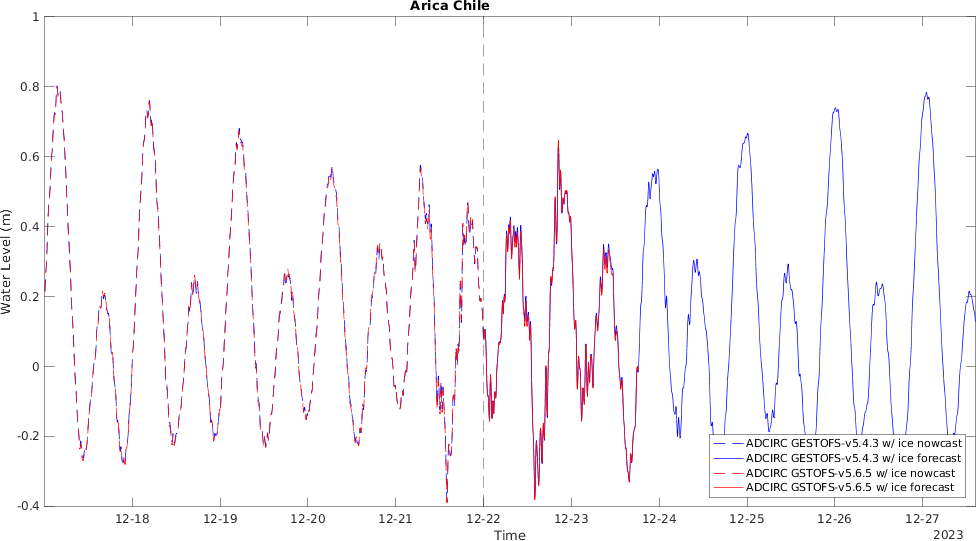 Arica Chile
Water Level (m)
1
0.8
0.6
0.4
0.2
0
-0.2
-0.4
12-18
12-19
12-20
12-21
12-22
12-23
12-24
12-25
12-26
12-27
Time
2023
ADCIRC GESTOFS-v5.4.3 w/ ice nowcast
ADCIRC GESTOFS-v5.4.3 w/ ice forecast
ADCIRC GSTOFS-v5.6.5 w/ ice nowcast
ADCIRC GSTOFS-v5.6.5 w/ ice forecast